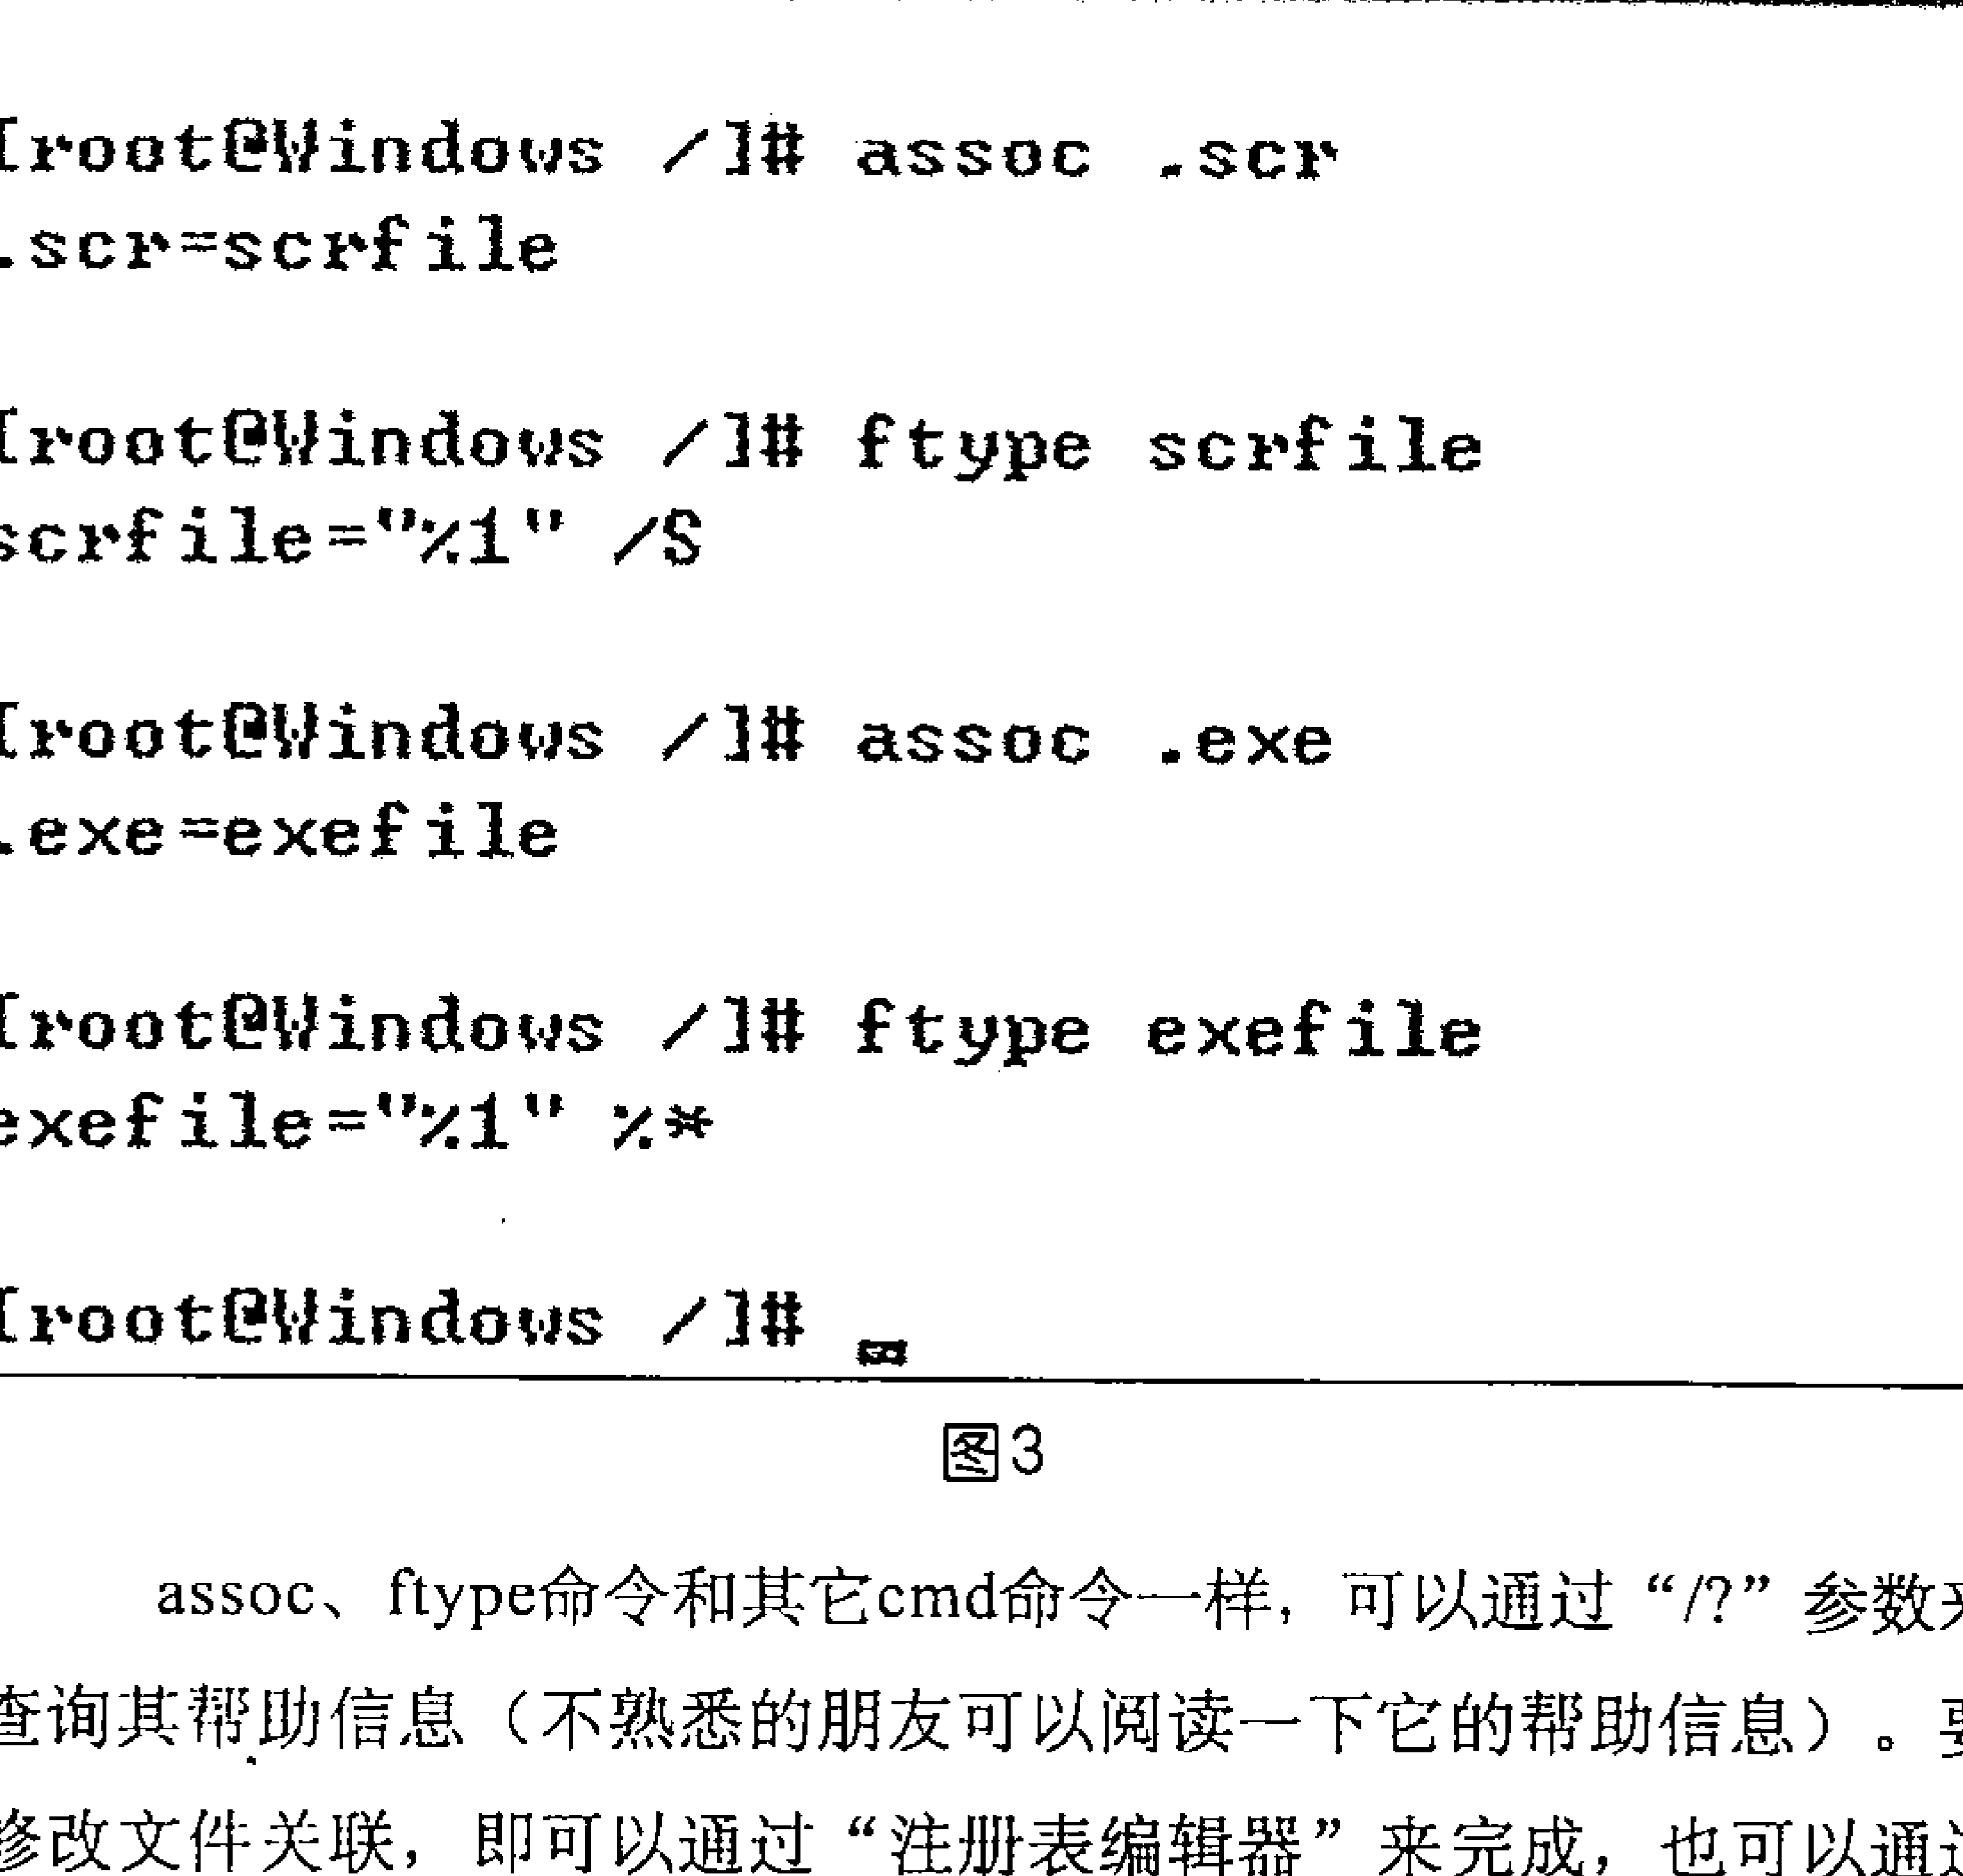 [root@Windows /]# assoc .scr
.scr=scrfile
[root@Windows /]# ftype scrfile
scrfile="%1" /S
[root@Windows /]# assoc .exe
.exe=exefile
[root@Windows /]# ftype exefile
exefile="%1" %*
[root@Windows /]# _
图3
assoc、ftype命令和其它cmd命令一样，可以通过“/?”参数来
查询其帮助信息（不熟悉的朋友可以阅读一下它的帮助信息）。要
修改文件关联，即可以通过“注册表编辑器”来完成，也可以通过